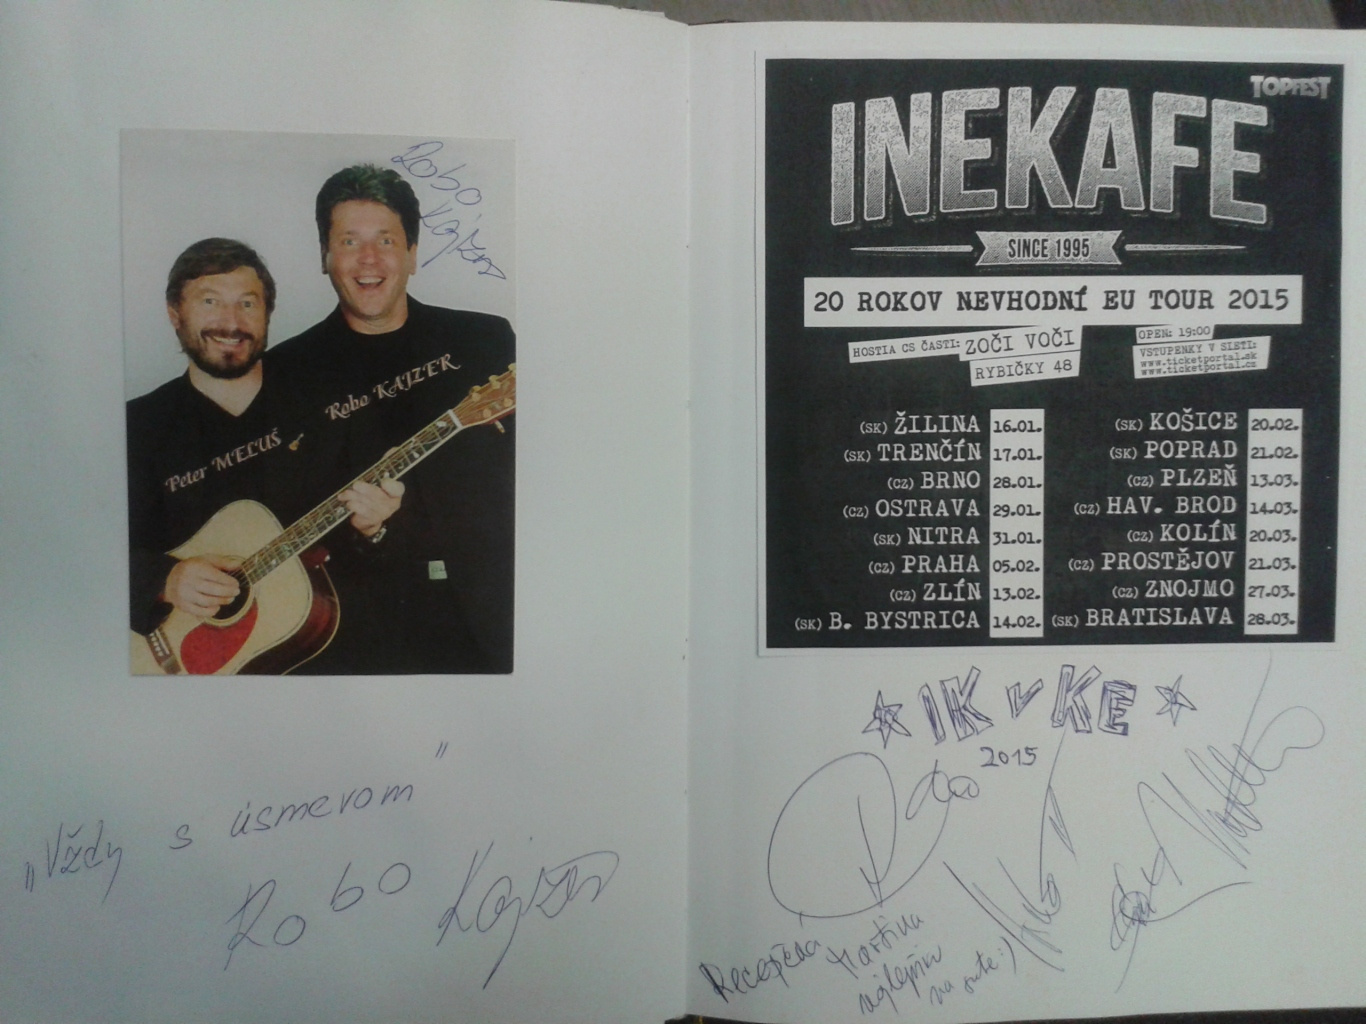 Robo
Kajzer
Peter MELUŠ
Robo KAJZER
„Vždy s úsmevom"
Robo Kajzer
TOPFEST
INEKAFE
SINCE 1995
20 ROKOV NEVHODNÍ EU TOUR 2015
HOSTIA CS ČASTI: ZOČI VOČI
RYBIČKY 48
OPEN: 19:00
VSTUPENKY V SIETI:
www.ticketportal.sk
www.ticketportal.cz
(SK) ŽILINA 16.01.
(SK) TRENČÍN 17.01.
(CZ) BRNO 28.01.
(CZ) OSTRAVA 29.01.
(SK) NITRA 31.01.
(CZ) PRAHA 05.02.
(CZ) ZLÍN 13.02.
(SK) B. BYSTRICA 14.02.
(SK) KOŠICE 20.02.
(SK) POPRAD 21.02.
(CZ) PLZEŇ 13.03.
(CZ) HAV. BROD 14.03.
(CZ) KOLÍN 20.03.
(CZ) PROSTĚJOV 21.03.
(CZ) ZNOJMO 27.03.
(SK) BRATISLAVA 28.03.
IK v KE
2015
Martina
na svete :)